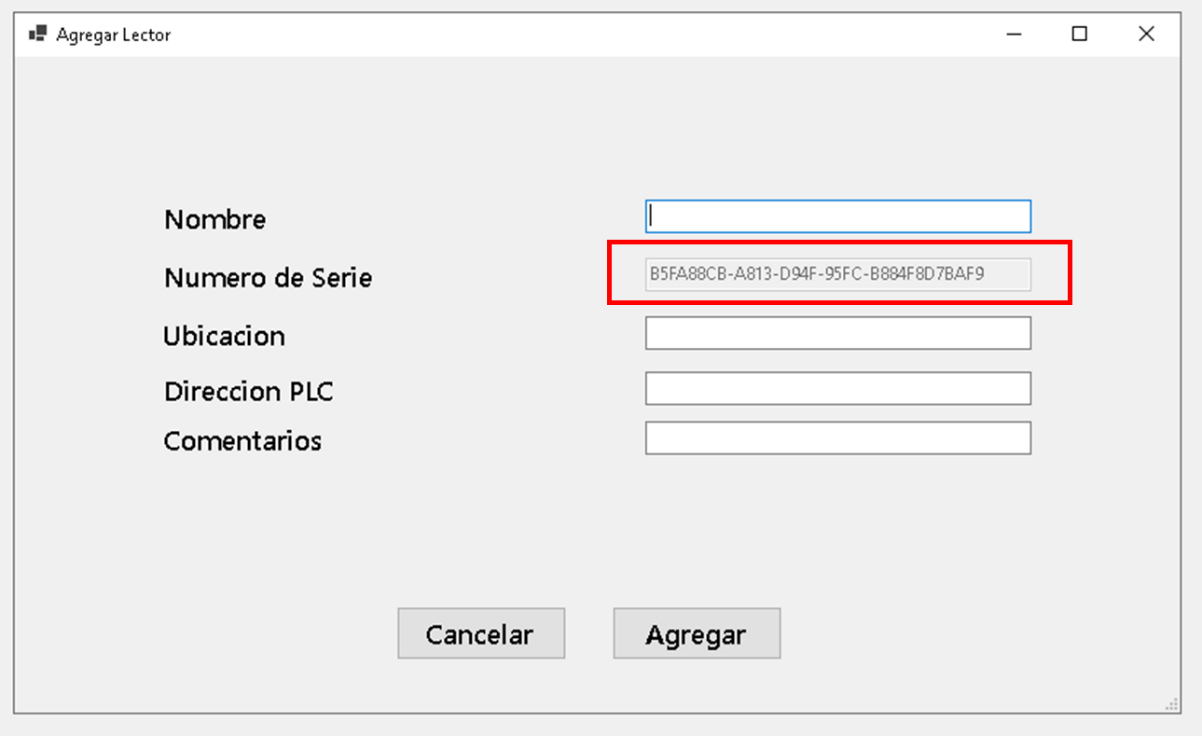 Agregar Lector
Nombre
Numero de Serie B5FA88CB-A813-D94F-95FC-B884F8D7BAF9
Ubicacion
Direccion PLC
Comentarios
Cancelar Agregar